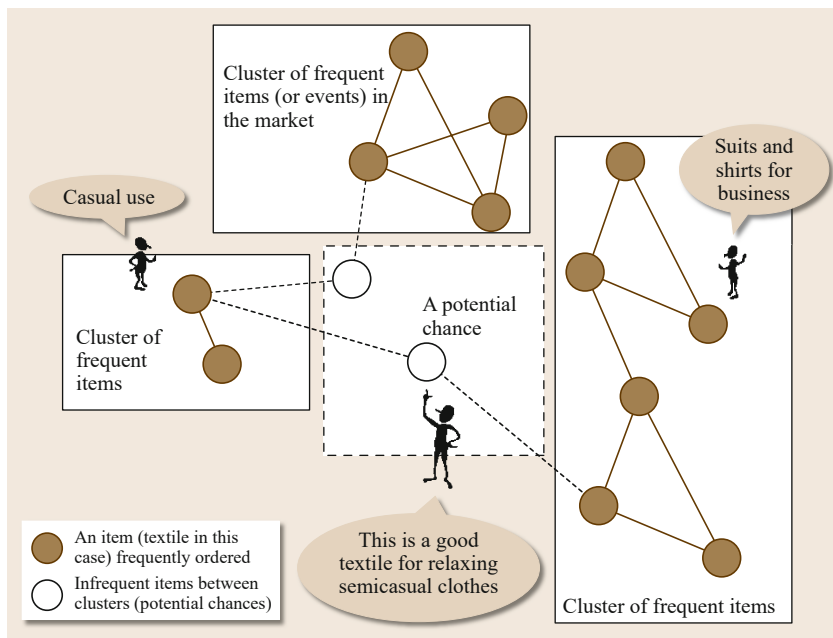 Cluster of frequent
items (or events) in
the market
Suits and
shirts for
business
Casual use
A potential
chance
Cluster of
frequent
items
This is a good
textile for relaxing
semicasual clothes
An item (textile in this
case) frequently ordered
Infrequent items between
clusters (potential chances)
Cluster of frequent items